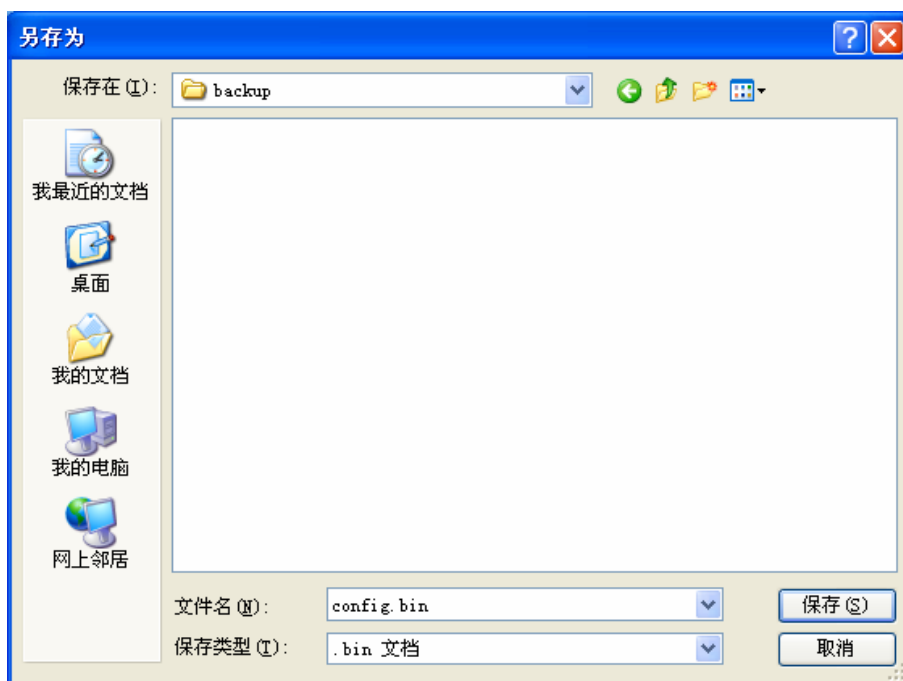 另存为
保存在(I):
backup
我最近的文档
桌面
我的文档
我的电脑
网上邻居
文件名(N):
config.bin
保存(S)
保存类型(T):
.bin 文档
取消